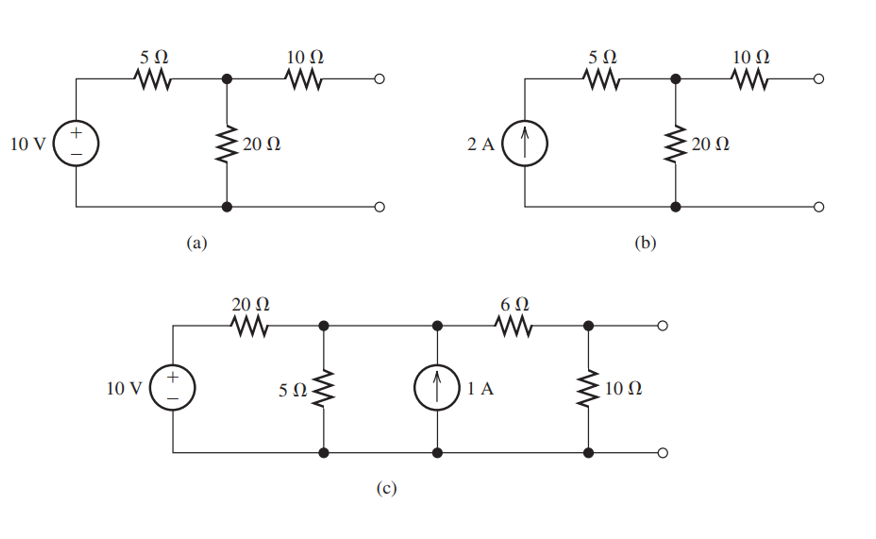 5 Ω 10 Ω 5 Ω 10 Ω
10 V + − 20 Ω 2 A 20 Ω
(a) (b)
20 Ω 6 Ω
10 V + − 5 Ω 1 A 10 Ω
(c)